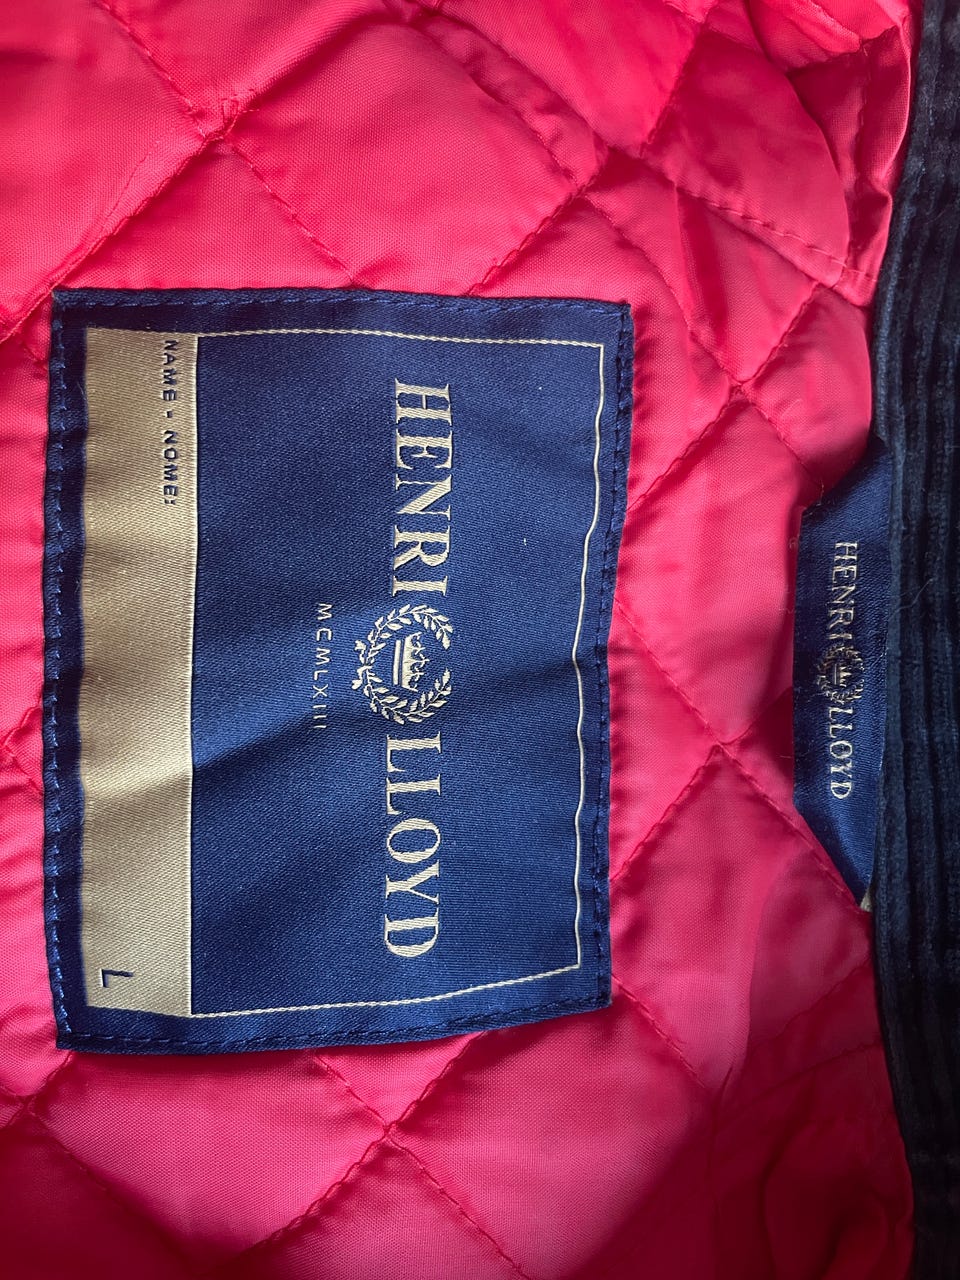 HENRI LLOYD
HENRI LLOYD
MCMLXIII
NAME - NOME:
L